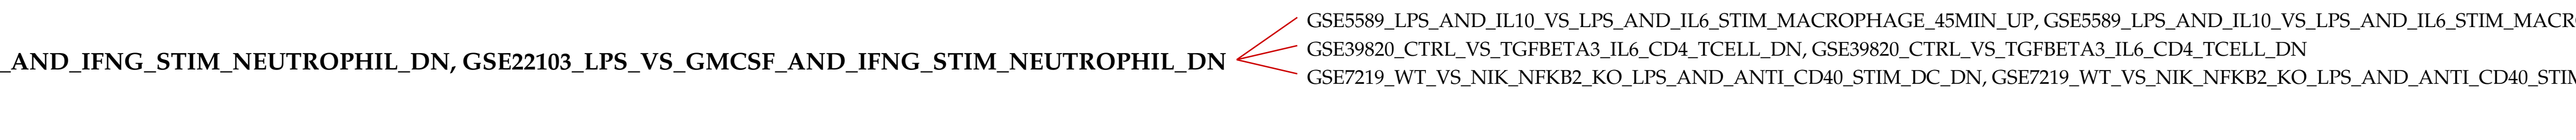 _AND_IFNG_STIM_NEUTROPHIL_DN, GSE22103_LPS_VS_GMCSF_AND_IFNG_STIM_NEUTROPHIL_DN
GSE5589_LPS_AND_IL10_VS_LPS_AND_IL6_STIM_MACROPHAGE_45MIN_UP, GSE5589_LPS_AND_IL10_VS_LPS_AND_IL6_STIM_MACR
GSE39820_CTRL_VS_TGFBETA3_IL6_CD4_TCELL_DN, GSE39820_CTRL_VS_TGFBETA3_IL6_CD4_TCELL_DN
GSE7219_WT_VS_NIK_NFKB2_KO_LPS_AND_ANTI_CD40_STIM_DC_DN, GSE7219_WT_VS_NIK_NFKB2_KO_LPS_AND_ANTI_CD40_STIM